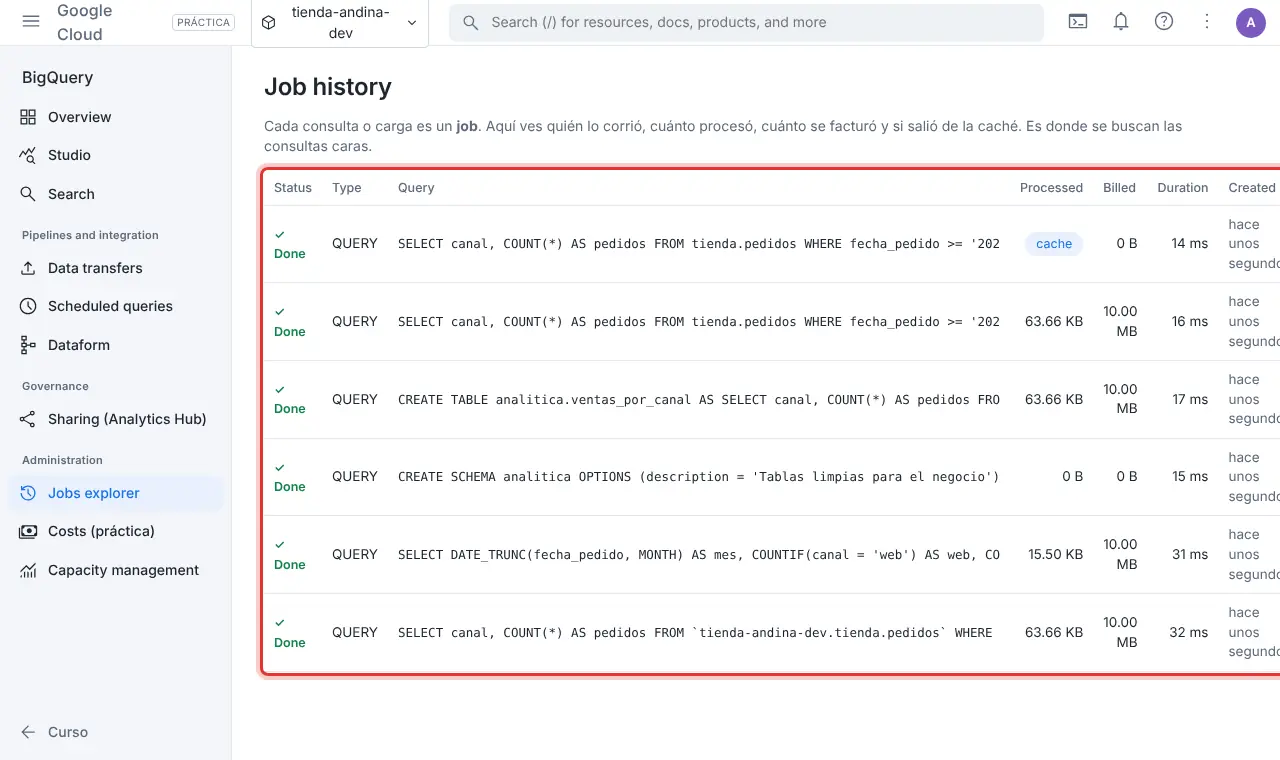 Google Cloud
PRÁCTICA
tienda-andina-dev
Search (/) for resources, docs, products, and more
A
BigQuery
Overview
Studio
Search
Pipelines and integration
Data transfers
Scheduled queries
Dataform
Governance
Sharing (Analytics Hub)
Administration
Jobs explorer
Costs (práctica)
Capacity management
Curso
Job history
Cada consulta o carga es un job. Aquí ves quién lo corrió, cuánto procesó, cuánto se facturó y si salió de la caché. Es donde se buscan las
consultas caras.
Status Type Query Processed Billed Duration Created
Done QUERY SELECT canal, COUNT(*) AS pedidos FROM tienda.pedidos WHERE fecha_pedido >= '202 cache 0 B 14 ms hace unos segundo
Done QUERY SELECT canal, COUNT(*) AS pedidos FROM tienda.pedidos WHERE fecha_pedido >= '202 63.66 KB 10.00 MB 16 ms hace unos segundo
Done QUERY CREATE TABLE analitica.ventas_por_canal AS SELECT canal, COUNT(*) AS pedidos FRO 63.66 KB 10.00 MB 17 ms hace unos segundo
Done QUERY CREATE SCHEMA analitica OPTIONS (description = 'Tablas limpias para el negocio') 0 B 0 B 15 ms hace unos segundo
Done QUERY SELECT DATE_TRUNC(fecha_pedido, MONTH) AS mes, COUNTIF(canal = 'web') AS web, CO 15.50 KB 10.00 MB 31 ms hace unos segundo
Done QUERY SELECT canal, COUNT(*) AS pedidos FROM `tienda-andina-dev.tienda.pedidos` WHERE 63.66 KB 10.00 MB 32 ms hace unos segundo